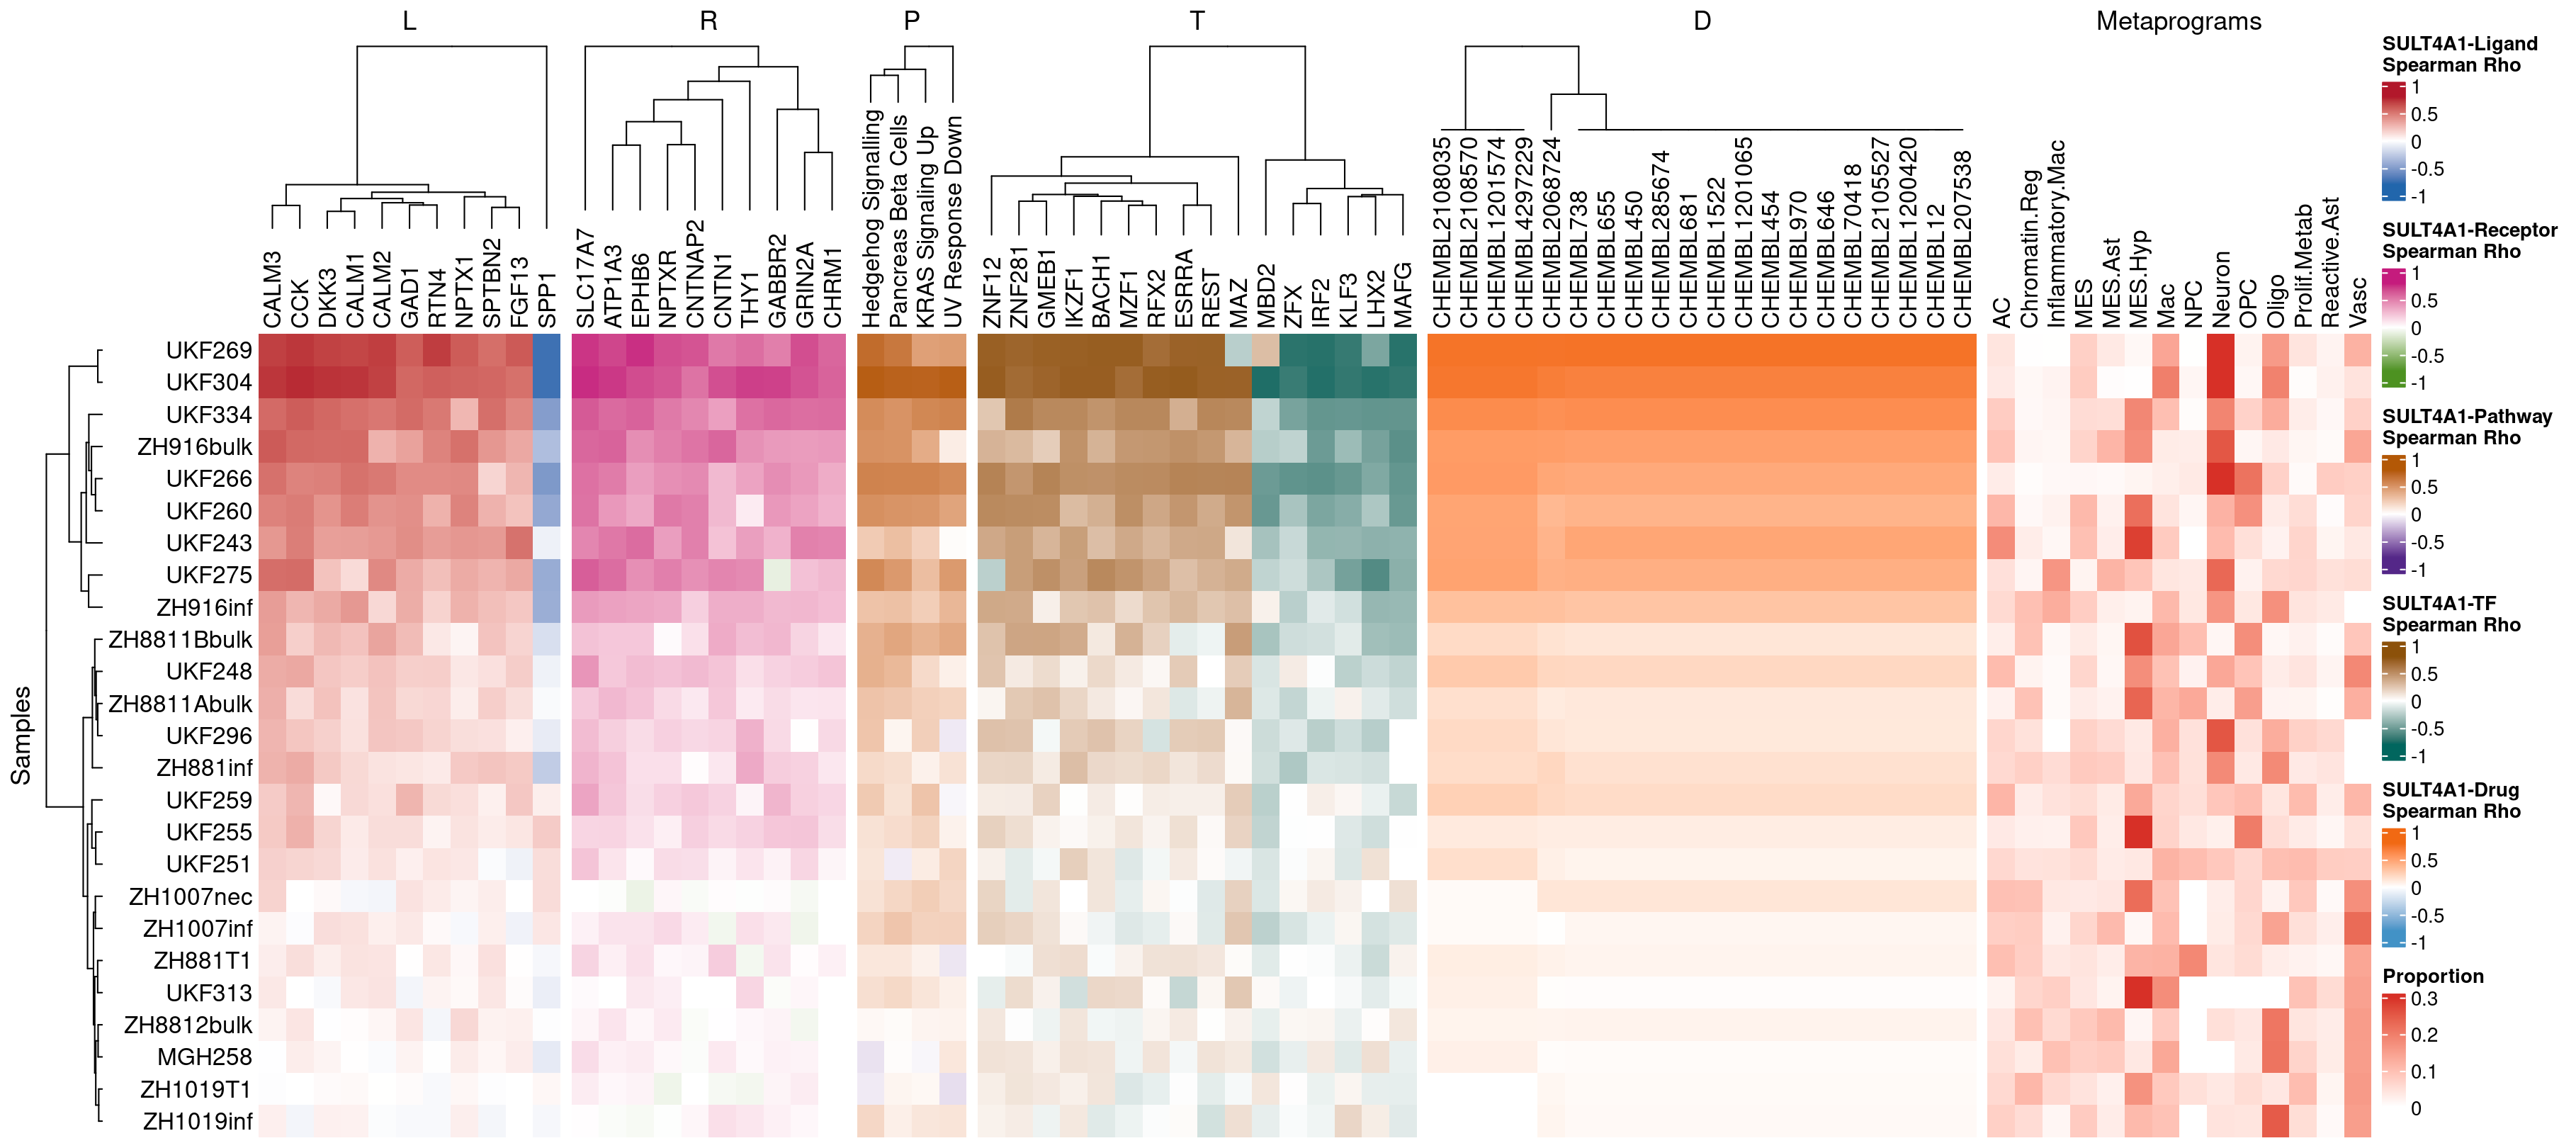 L R P T D Metaprograms
CALM3 CCK DKK3 CALM1 CALM2 GAD1 RTN4 NPTX1 SPTBN2 FGF13 SPP1
SLC17A7 ATP1A3 EPHB6 NPTXR CNTNAP2 CNTN1 THY1 GABBR2 GRIN2A CHRM1
Hedgehog Signalling
Pancreas Beta Cells
KRAS Signaling Up
UV Response Down
ZNF12 ZNF281 GMEB1 IKZF1 BACH1 MZF1 RFX2 ESRRA REST MAZ MBD2 ZFX IRF2 KLF3 LHX2 MAFG
CHEMBL2108035
CHEMBL2108570
CHEMBL1201574
CHEMBL4297229
CHEMBL2068724
CHEMBL738
CHEMBL655
CHEMBL450
CHEMBL285674
CHEMBL681
CHEMBL1522
CHEMBL1201065
CHEMBL454
CHEMBL970
CHEMBL646
CHEMBL70418
CHEMBL2105527
CHEMBL1200420
CHEMBL12
CHEMBL207538
AC
Chromatin.Reg
Inflammatory.Mac
MES
MES.Ast
MES.Hyp
Mac
NPC
Neuron
OPC
Oligo
Prolif.Metab
Reactive.Ast
Vasc
Samples
UKF269
UKF304
UKF334
ZH916bulk
UKF266
UKF260
UKF243
UKF275
ZH916inf
ZH8811Bbulk
UKF248
ZH8811Abulk
UKF296
ZH881inf
UKF259
UKF255
UKF251
ZH1007nec
ZH1007inf
ZH881T1
UKF313
ZH8812bulk
MGH258
ZH1019T1
ZH1019inf
SULT4A1-Ligand
Spearman Rho
1
0.5
0
-0.5
-1
SULT4A1-Receptor
Spearman Rho
1
0.5
0
-0.5
-1
SULT4A1-Pathway
Spearman Rho
1
0.5
0
-0.5
-1
SULT4A1-TF
Spearman Rho
1
0.5
0
-0.5
-1
SULT4A1-Drug
Spearman Rho
1
0.5
0
-0.5
-1
Proportion
0.3
0.2
0.1
0